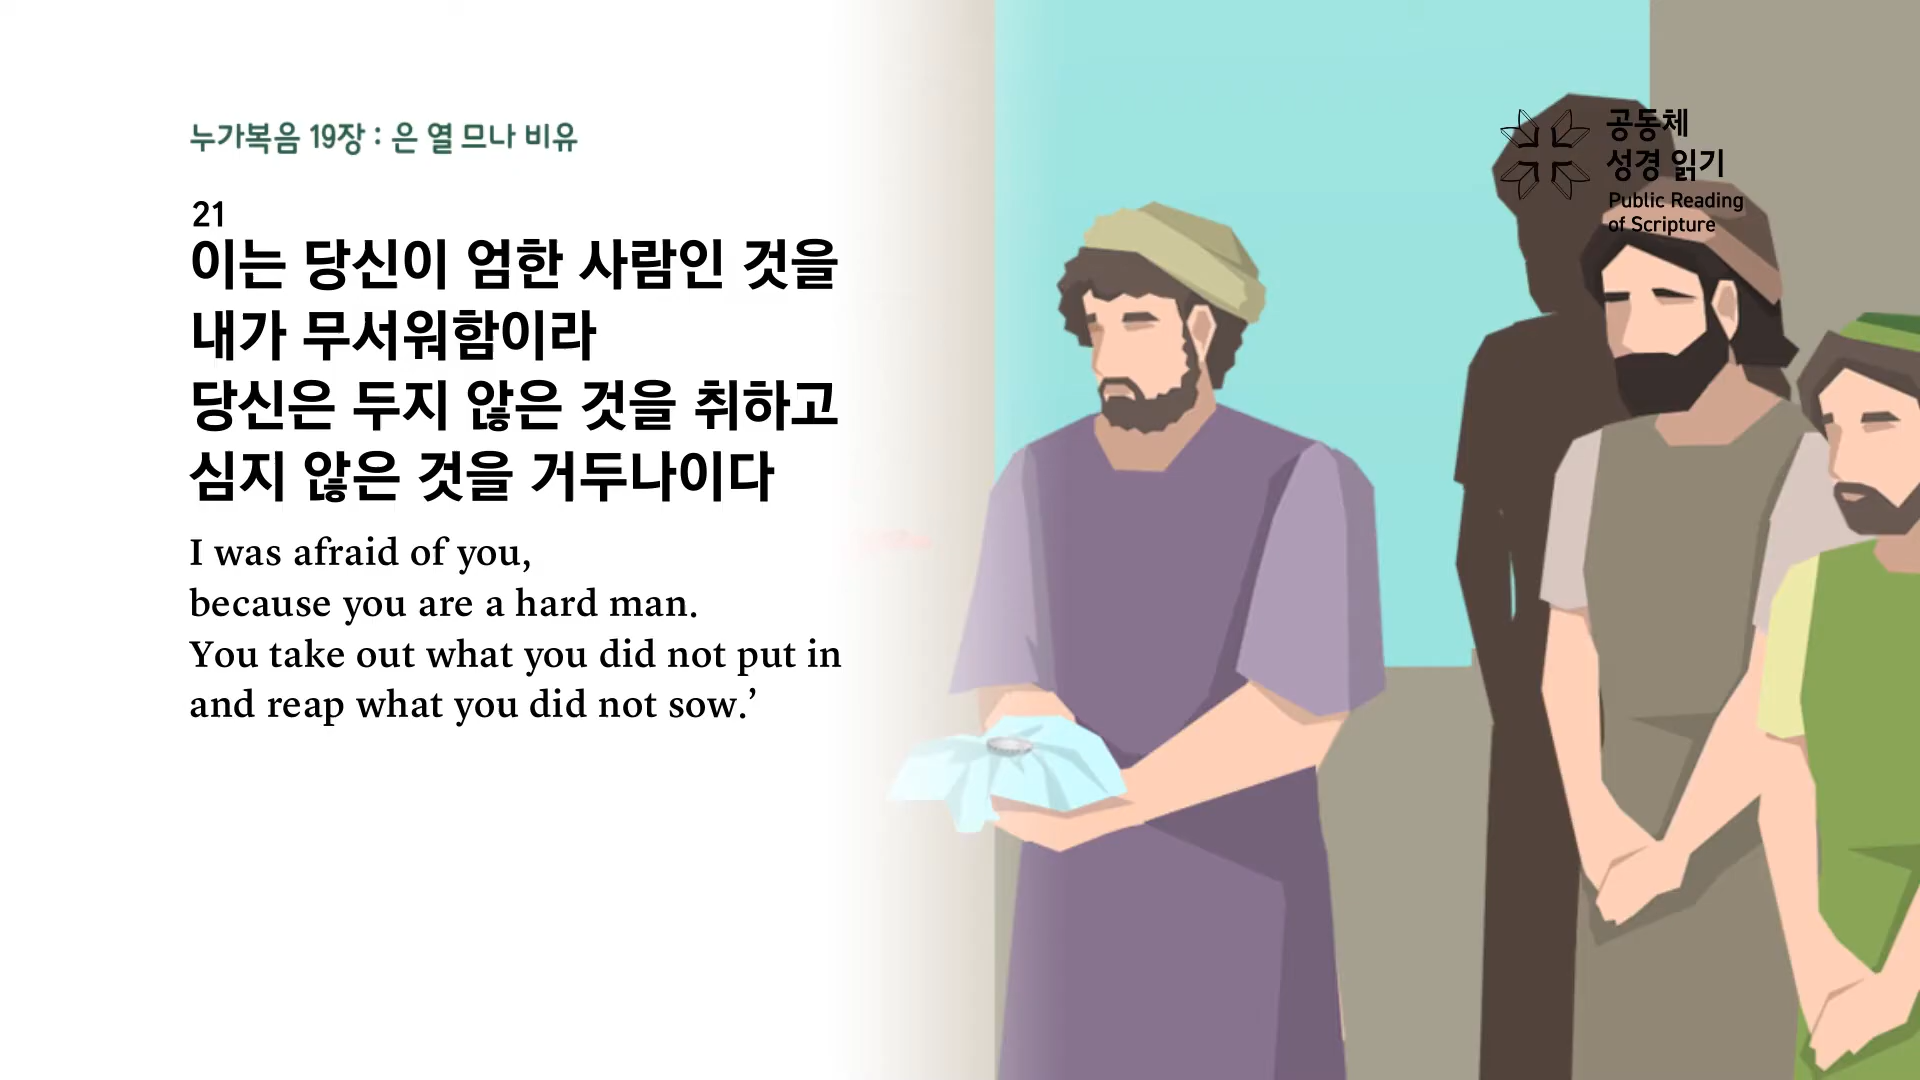 누가복음 19장 : 은 열 므나 비유
공동체
성경 읽기
Public Reading
of Scripture
21
이는 당신이 엄한 사람인 것을
내가 무서워함이라
당신은 두지 않은 것을 취하고
심지 않은 것을 거두나이다
I was afraid of you,
because you are a hard man.
You take out what you did not put in
and reap what you did not sow.’